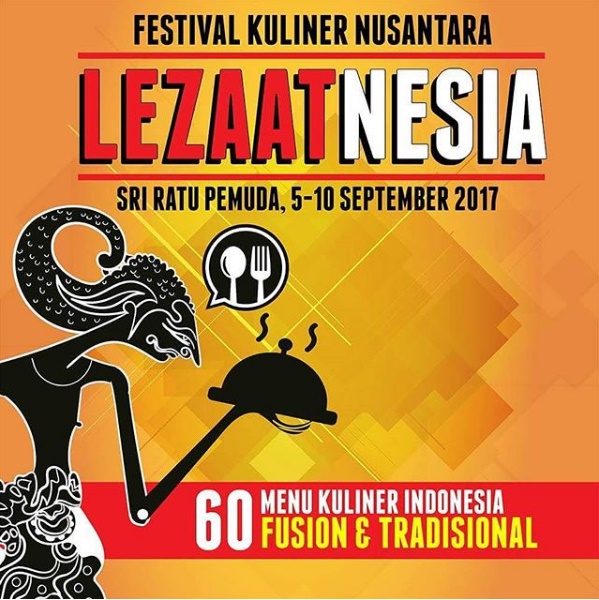 FESTIVAL KULINER NUSANTARA
LEZAATNESIA
SRI RATU PEMUDA, 5-10 SEPTEMBER 2017
60 MENU KULINER INDONESIA
FUSION & TRADISIONAL